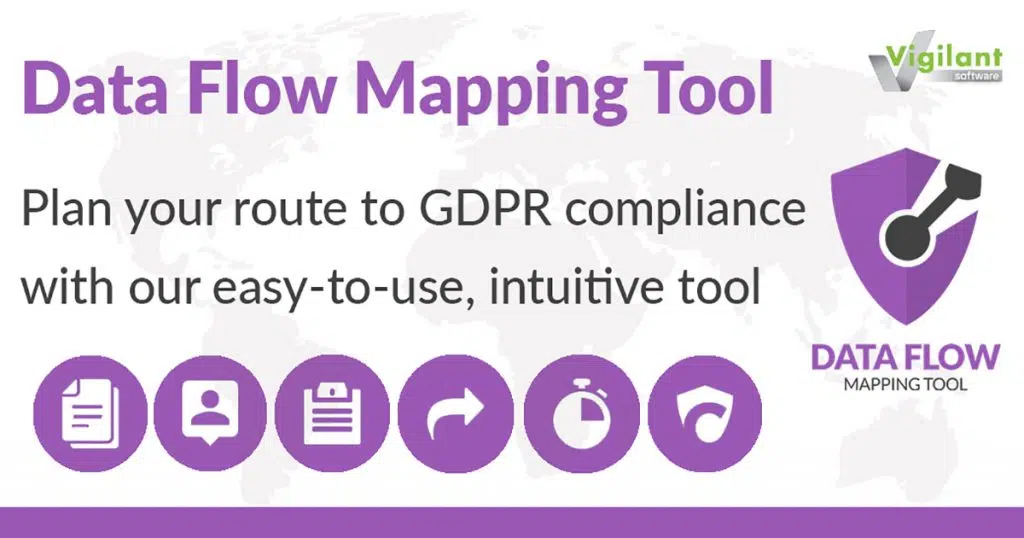 Data Flow Mapping Tool
Vigilant
software
Plan your route to GDPR compliance
with our easy-to-use, intuitive tool
DATA FLOW
MAPPING TOOL